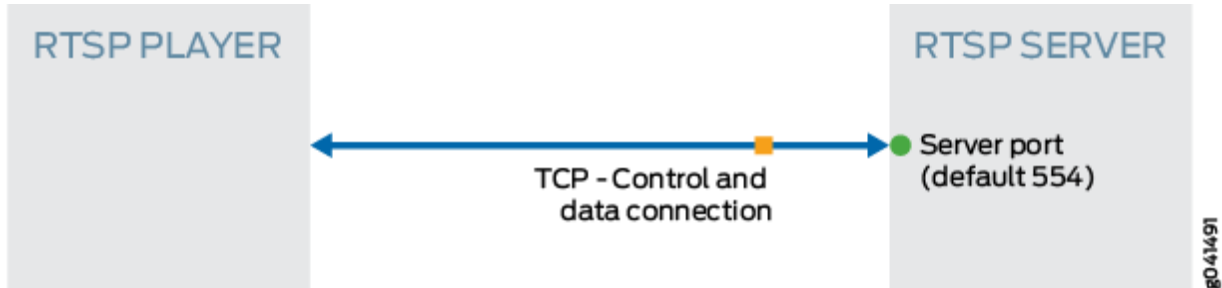 RTSP PLAYER
RTSP SERVER
TCP - Control and
data connection
Server port
(default 554)
g041491